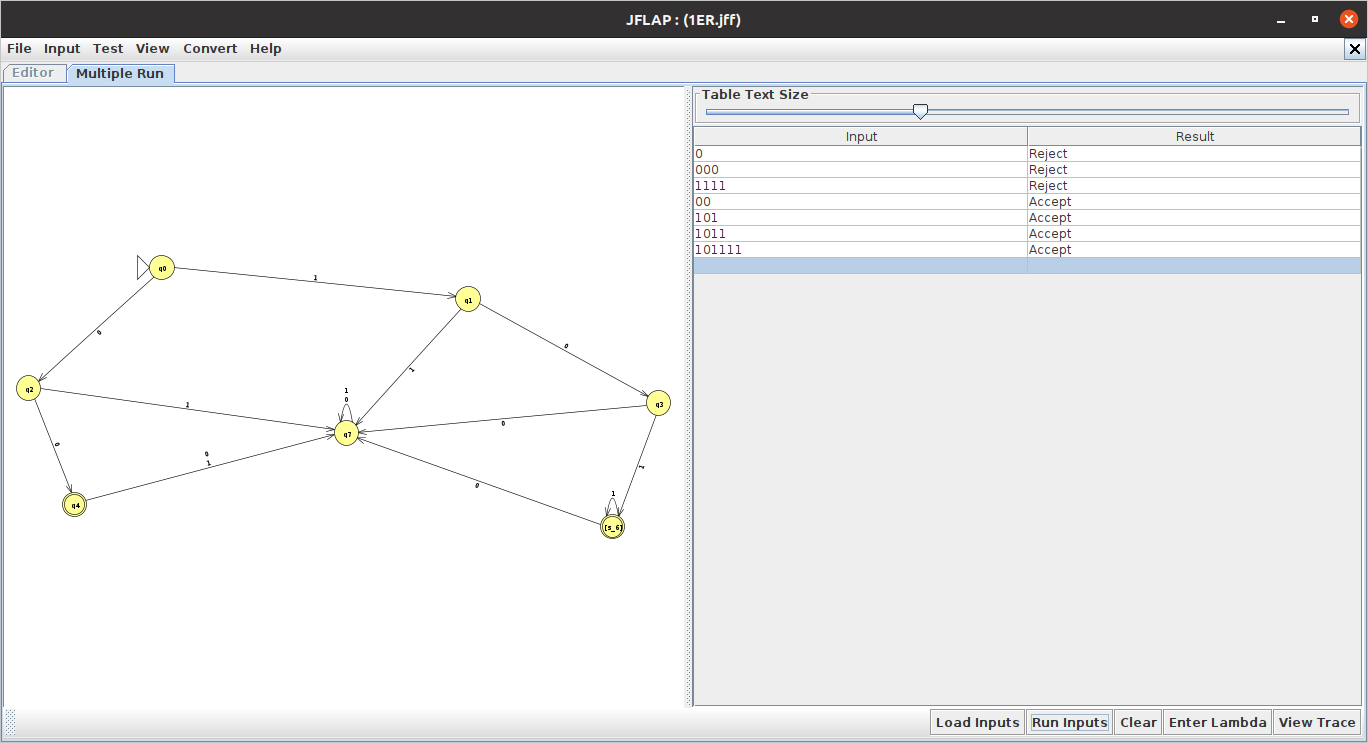 JFLAP : (1ER.jff)
File Input Test View Convert Help
Editor Multiple Run
Table Text Size
Input Result
0 Reject
000 Reject
1111 Reject
00 Accept
101 Accept
1011 Accept
101111 Accept
q0
1
q1
0
0
1
q2
1
1
0
q3
0
q7
0
0
0
1
1
0
1
q4
[s_6]
Load Inputs Run Inputs Clear Enter Lambda View Trace